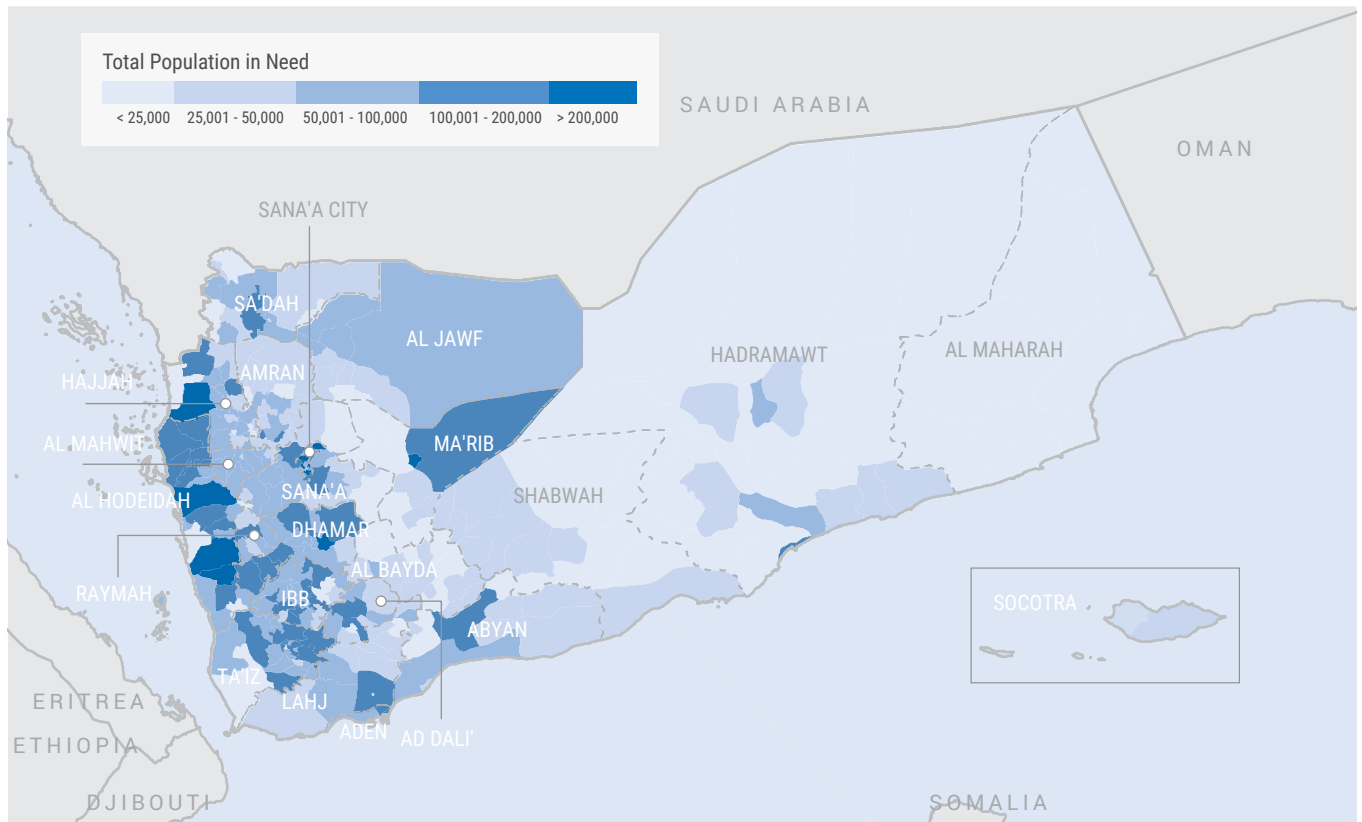 Total Population in Need
< 25,000 25,001 - 50,000 50,001 - 100,000 100,001 - 200,000 > 200,000
SAUDI ARABIA
OMAN
SANA'A CITY
SA'DAH
AL JAWF
HADRAMAWT
AL MAHARAH
HAJJAH
AMRAN
AL MAHWIT
MA'RIB
SANA'A
SHABWAH
AL HODEIDAH
DHAMAR
AL BAYDA
RAYMAH
IBB
SOCOTRA
ABYAN
TA'IZ
LAHJ
ERITREA
ADEN
AD DALI'
ETHIOPIA
DJIBOUTI
SOMALIA